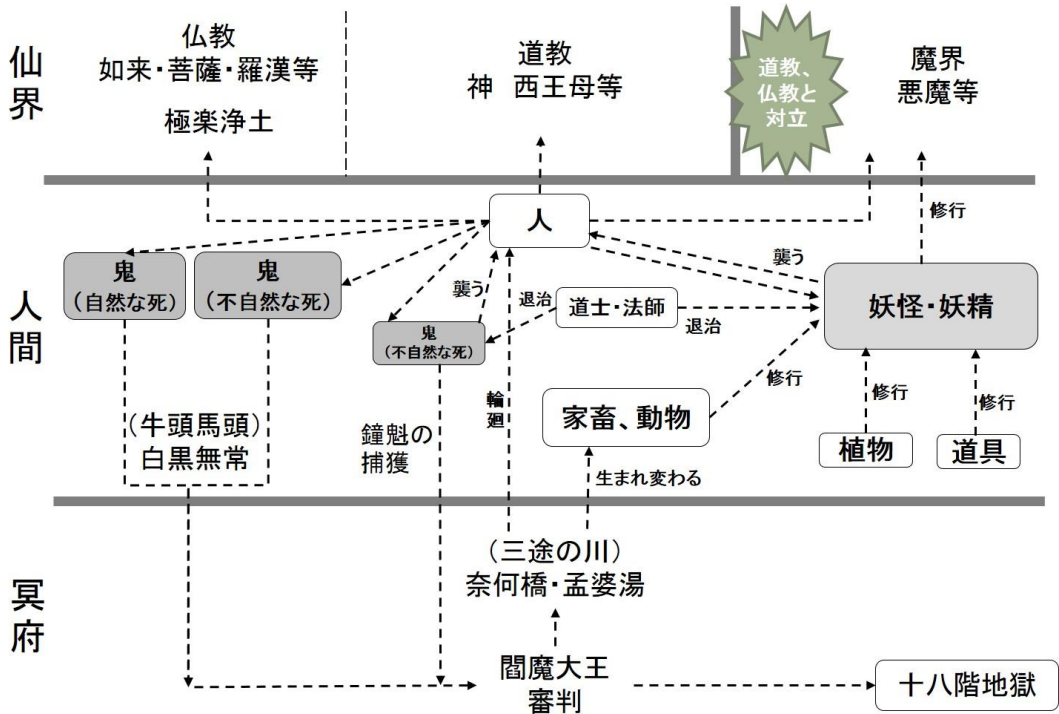 仙界
仏教
如来・菩薩・羅漢等
極楽浄土
道教
神 西王母等
道教、
仏教と
対立
魔界
悪魔等
人間
人
修行
鬼
(自然な死)
鬼
(不自然な死)
襲う
鬼
(不自然な死)
退治
道士・法師
退治
襲う
妖怪・妖精
修行
修行
修行
家畜、動物
植物
道具
(牛頭馬頭)
白黒無常
鐘魁の
捕獲
輪廻
生まれ変わる
冥府
(三途の川)
奈何橋・孟婆湯
閻魔大王
審判
十八階地獄